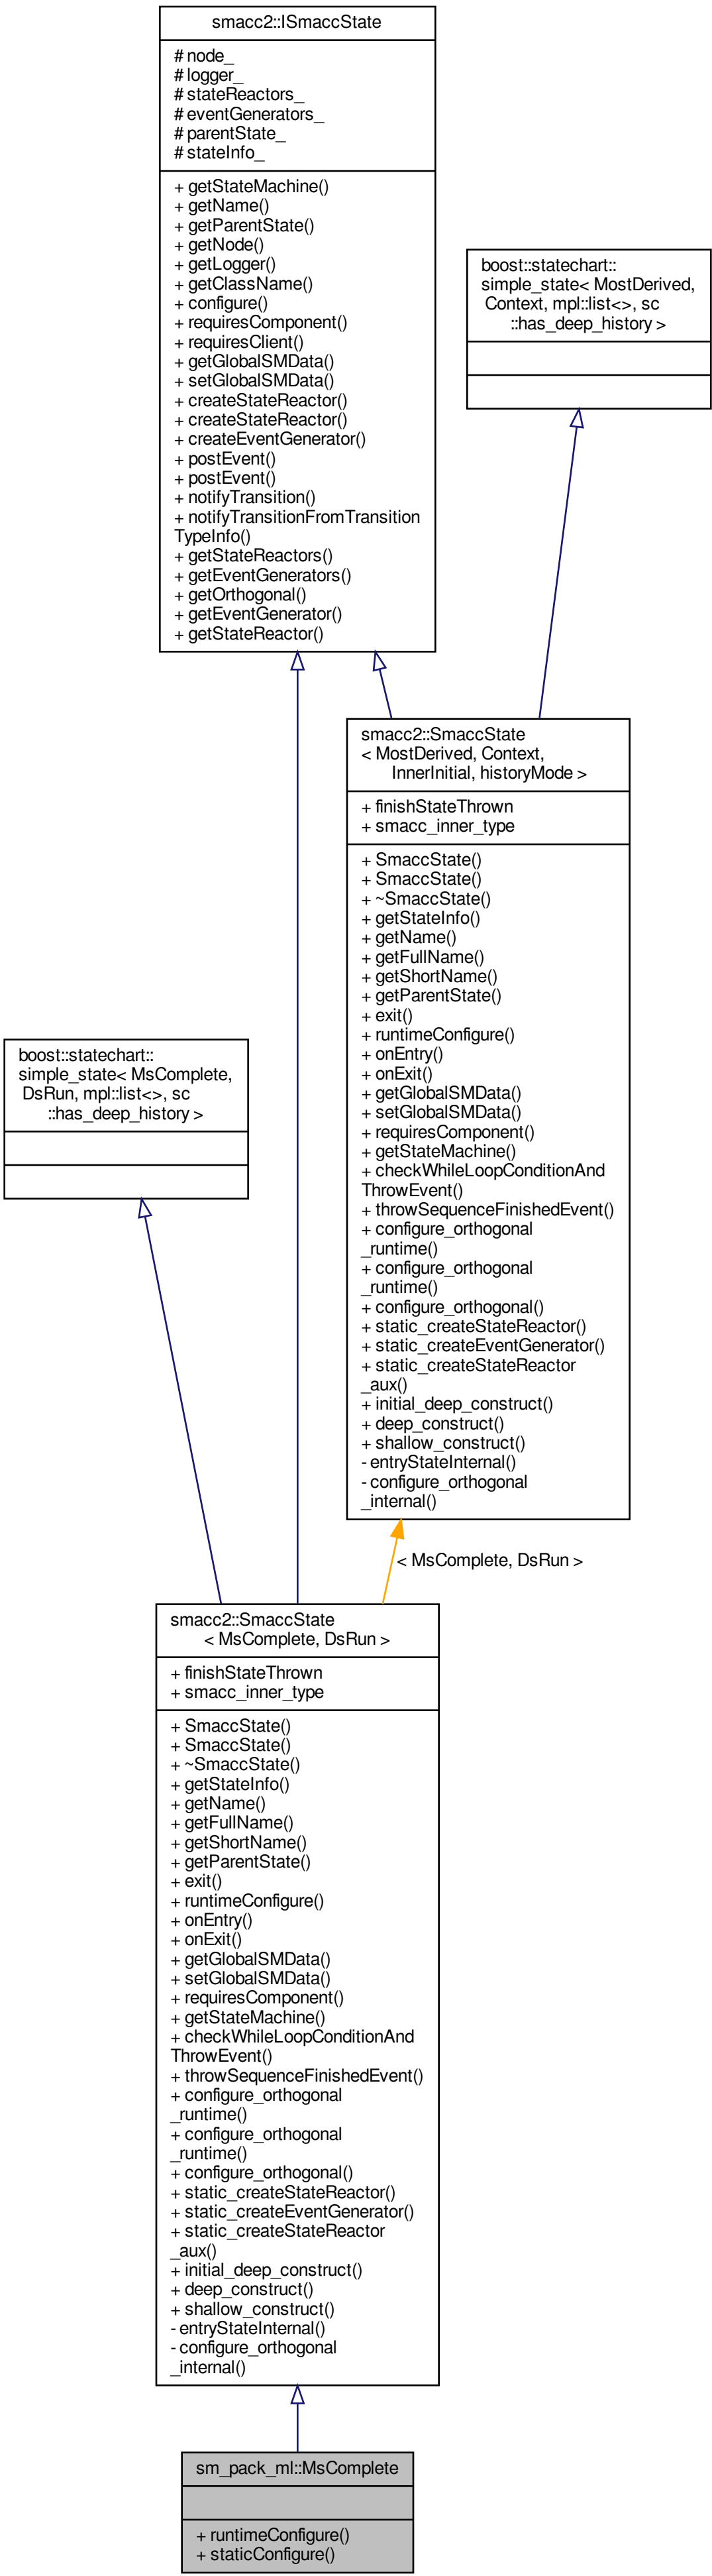 smacc2::ISmaccState
# node_
# logger_
# stateReactors_
# eventGenerators_
# parentState_
# stateInfo_
+ getStateMachine()
+ getName()
+ getParentState()
+ getNode()
+ getLogger()
+ getClassName()
+ configure()
+ requiresComponent()
+ requiresClient()
+ getGlobalSMData()
+ setGlobalSMData()
+ createStateReactor()
+ createStateReactor()
+ createEventGenerator()
+ postEvent()
+ postEvent()
+ notifyTransition()
+ notifyTransitionFromTransition
TypeInfo()
+ getStateReactors()
+ getEventGenerators()
+ getOrthogonal()
+ getEventGenerator()
+ getStateReactor()
boost::statechart::
simple_state< MostDerived,
Context, mpl::list<>, sc
::has_deep_history >
smacc2::SmaccState
< MostDerived, Context,
InnerInitial, historyMode >
+ finishStateThrown
+ smacc_inner_type
+ SmaccState()
+ SmaccState()
+ ~SmaccState()
+ getStateInfo()
+ getName()
+ getFullName()
+ getShortName()
+ getParentState()
+ exit()
+ runtimeConfigure()
+ onEntry()
+ onExit()
+ getGlobalSMData()
+ setGlobalSMData()
+ requiresComponent()
+ getStateMachine()
+ checkWhileLoopConditionAnd
ThrowEvent()
+ throwSequenceFinishedEvent()
+ configure_orthogonal
_runtime()
+ configure_orthogonal
_runtime()
+ configure_orthogonal()
+ static_createStateReactor()
+ static_createEventGenerator()
+ static_createStateReactor
_aux()
+ initial_deep_construct()
+ deep_construct()
+ shallow_construct()
- entryStateInternal()
- configure_orthogonal
_internal()
boost::statechart::
simple_state< MsComplete,
DsRun, mpl::list<>, sc
::has_deep_history >
< MsComplete, DsRun >
smacc2::SmaccState
< MsComplete, DsRun >
+ finishStateThrown
+ smacc_inner_type
+ SmaccState()
+ SmaccState()
+ ~SmaccState()
+ getStateInfo()
+ getName()
+ getFullName()
+ getShortName()
+ getParentState()
+ exit()
+ runtimeConfigure()
+ onEntry()
+ onExit()
+ getGlobalSMData()
+ setGlobalSMData()
+ requiresComponent()
+ getStateMachine()
+ checkWhileLoopConditionAnd
ThrowEvent()
+ throwSequenceFinishedEvent()
+ configure_orthogonal
_runtime()
+ configure_orthogonal
_runtime()
+ configure_orthogonal()
+ static_createStateReactor()
+ static_createEventGenerator()
+ static_createStateReactor
_aux()
+ initial_deep_construct()
+ deep_construct()
+ shallow_construct()
- entryStateInternal()
- configure_orthogonal
_internal()
sm_pack_ml::MsComplete
+ runtimeConfigure()
+ staticConfigure()